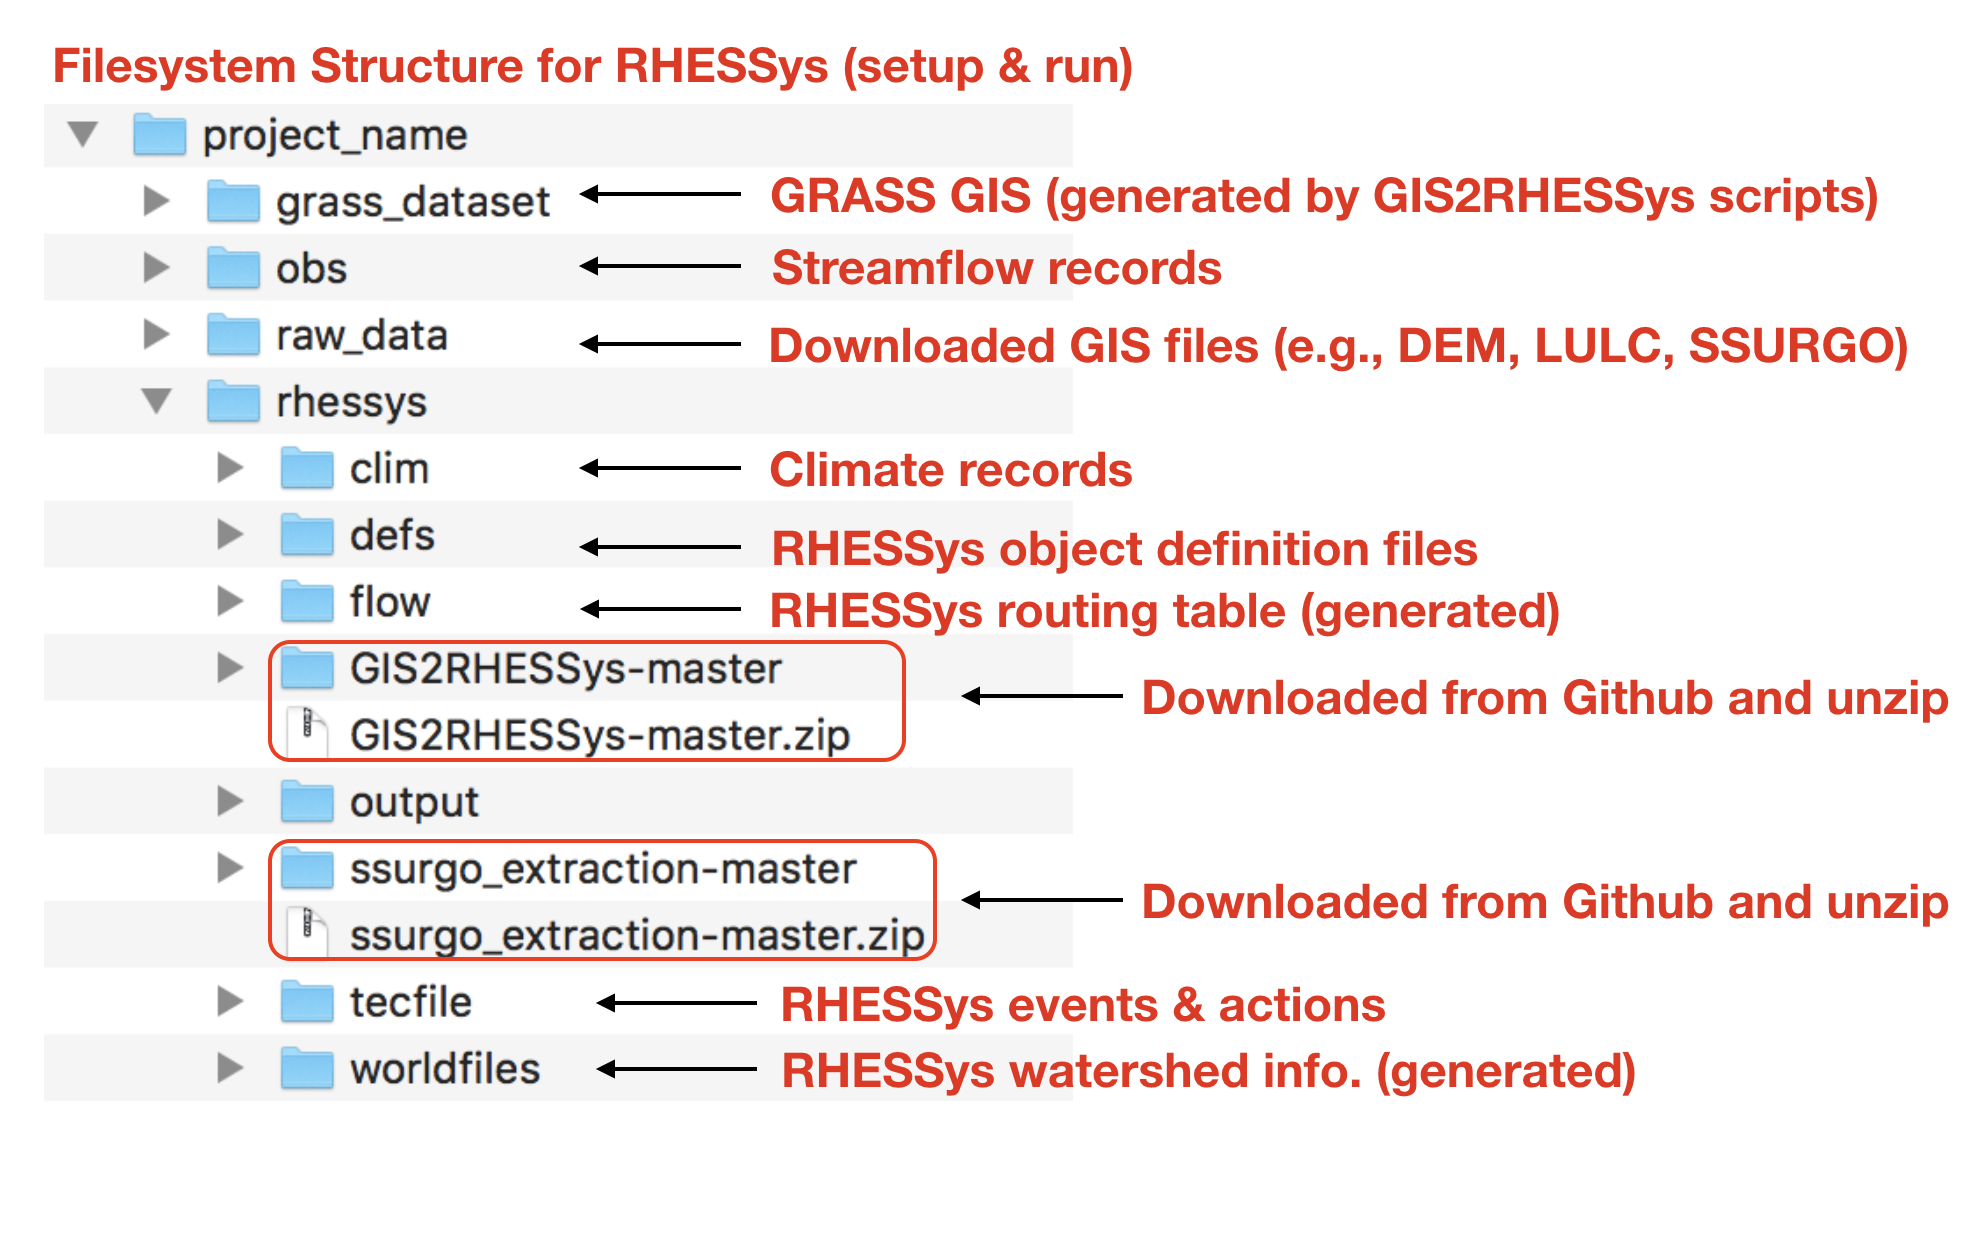 Filesystem Structure for RHESSys (setup & run)
project_name
grass_dataset GRASS GIS (generated by GIS2RHESSys scripts)
obs Streamflow records
raw_data Downloaded GIS files (e.g., DEM, LULC, SSURGO)
rhessys
clim Climate records
defs RHESSys object definition files
flow RHESSys routing table (generated)
GIS2RHESSys-master
Downloaded from Github and unzip
GIS2RHESSys-master.zip
output
ssurgo_extraction-master
Downloaded from Github and unzip
ssurgo_extraction-master.zip
tecfile RHESSys events & actions
worldfiles RHESSys watershed info. (generated)